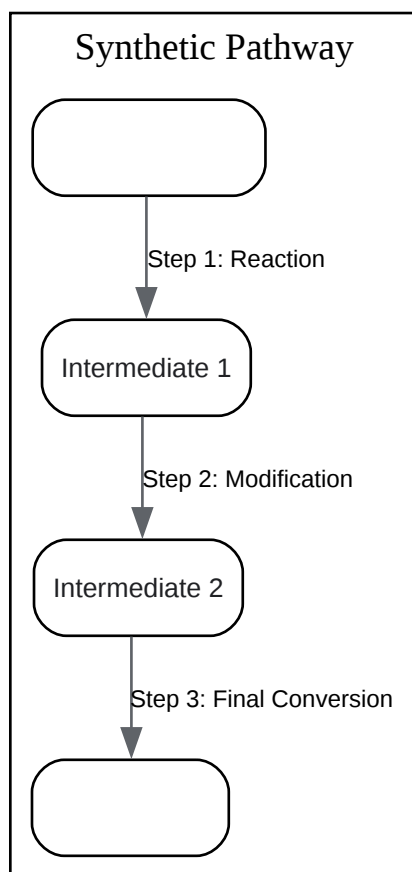 Synthetic Pathway
Step 1: Reaction
Intermediate 1
Step 2: Modification
Intermediate 2
Step 3: Final Conversion